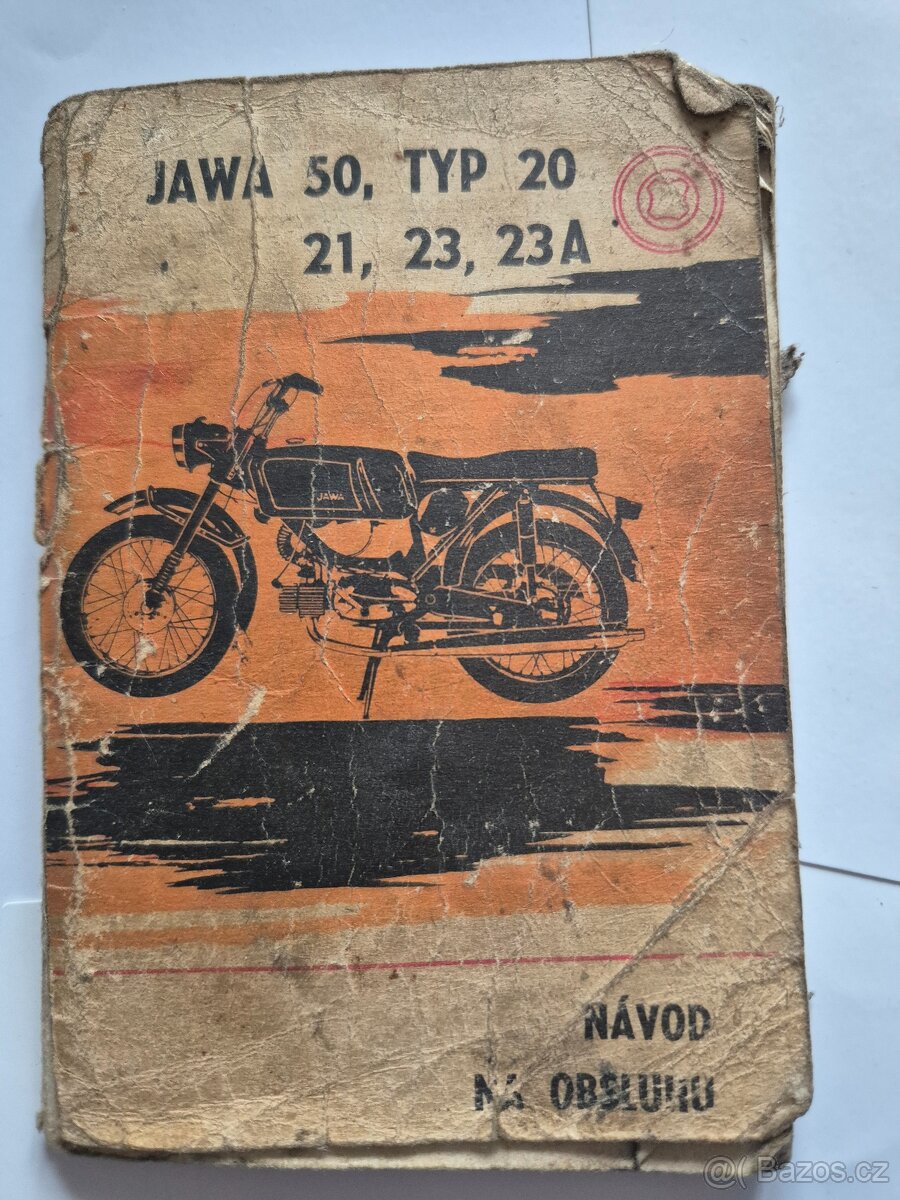 JAWA 50, TYP 20
21, 23, 23A
JAWA
NÁVOD
NA OBSLUHU
@ Bazos.cz